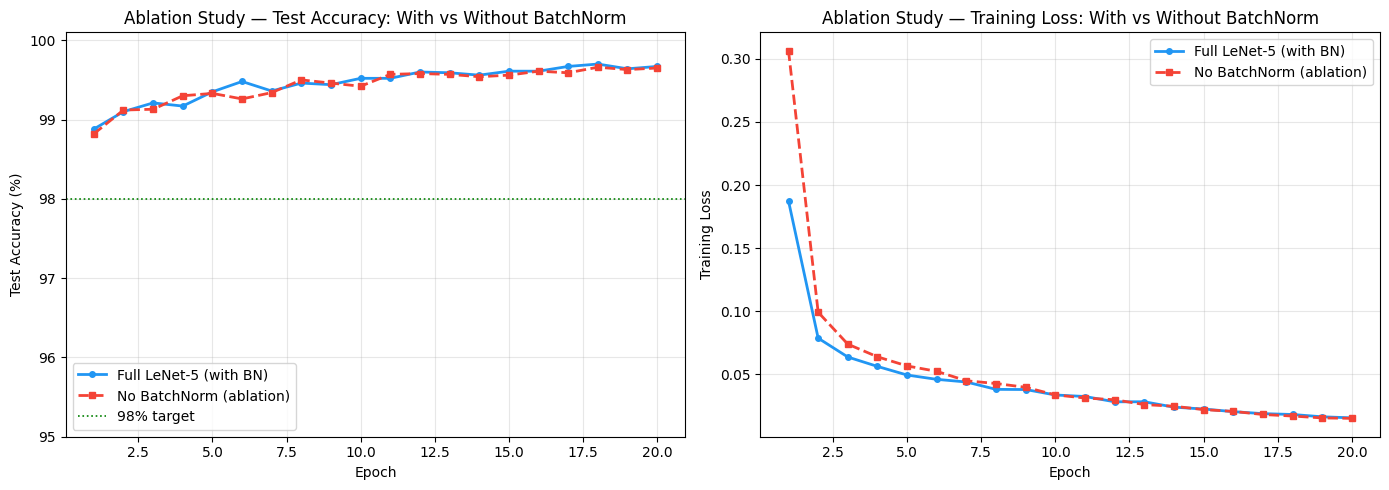 Ablation Study — Test Accuracy: With vs Without BatchNorm
Test Accuracy (%)
100
99
98
97
96
95
Full LeNet-5 (with BN)
No BatchNorm (ablation)
98% target
2.5 5.0 7.5 10.0 12.5 15.0 17.5 20.0
Epoch
Ablation Study — Training Loss: With vs Without BatchNorm
Training Loss
0.30
0.25
0.20
0.15
0.10
0.05
Full LeNet-5 (with BN)
No BatchNorm (ablation)
2.5 5.0 7.5 10.0 12.5 15.0 17.5 20.0
Epoch